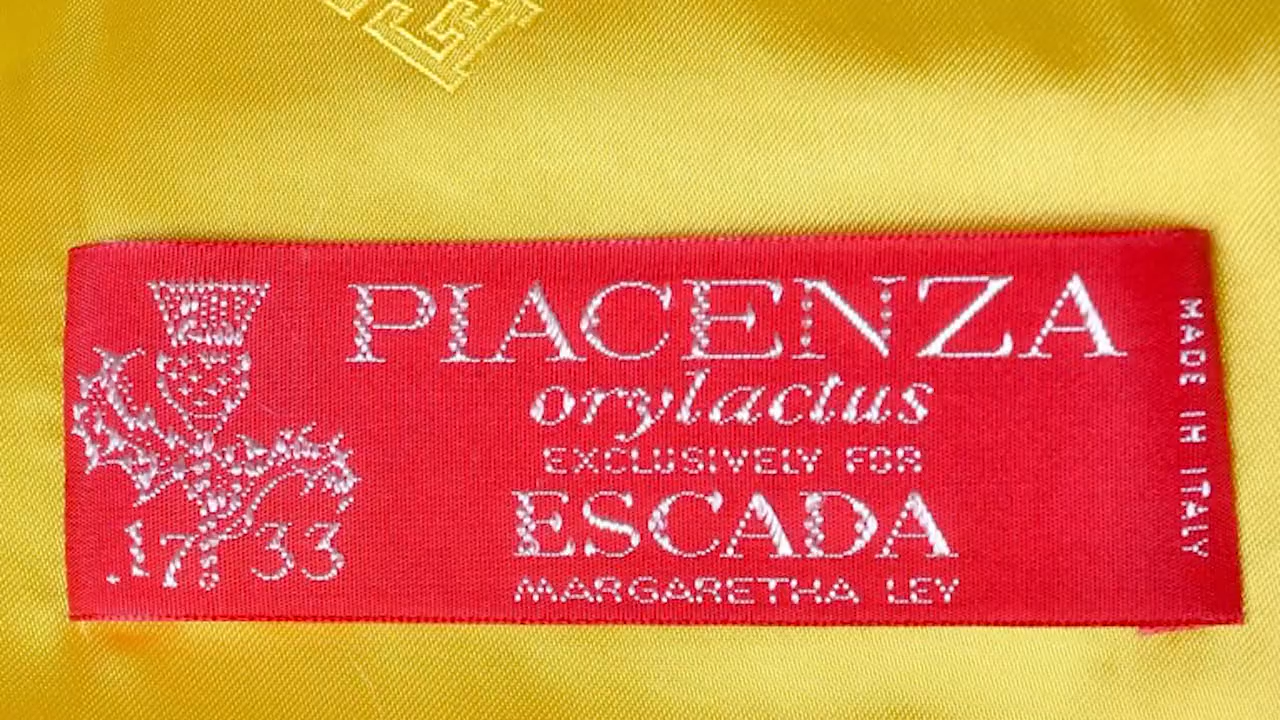 PIACENZA
orylactus
EXCLUSIVELY FOR
ESCADA
MARGARETHA LEY
1733
MADE IN ITALY
E